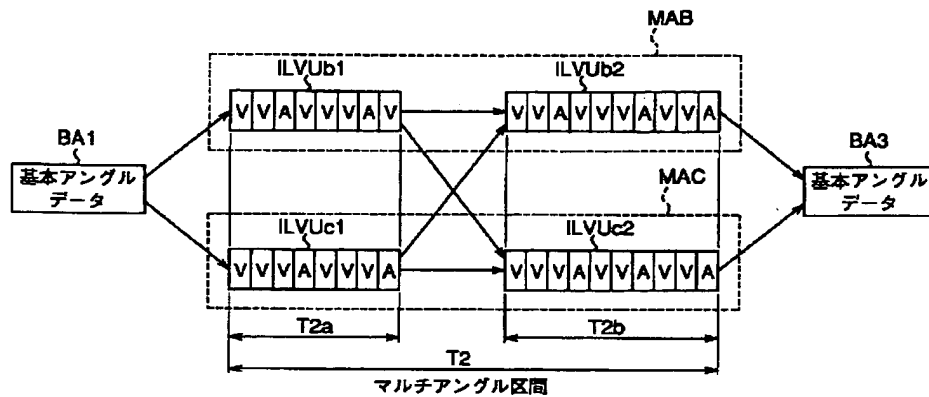 MAB
ILVUb1
ILVUb2
V V A V V V A V
V V A V V V A V V A
BA1
基本アングル
データ
BA3
基本アングル
データ
MAC
ILVUc1
ILVUc2
V V V A V V V A
V V V A V V A V V A
T2a
T2b
T2
マルチアングル区間